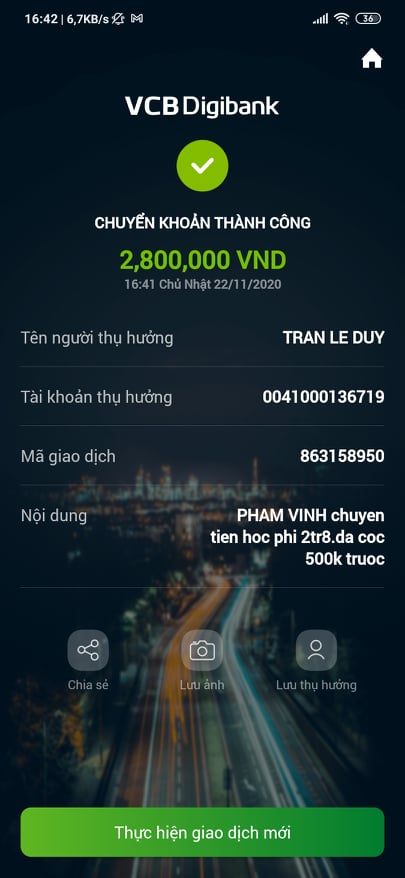 16:42 | 6,7KB/s
36
VCB Digibank
CHUYỂN KHOẢN THÀNH CÔNG
2,800,000 VND
16:41 Chủ Nhật 22/11/2020
Tên người thụ hưởng TRAN LE DUY
Tài khoản thụ hưởng 0041000136719
Mã giao dịch 863158950
Nội dung PHAM VINH chuyen
tien hoc phi 2tr8.da coc
500k truoc
Chia sẻ Lưu ảnh Lưu thụ hưởng
Thực hiện giao dịch mới